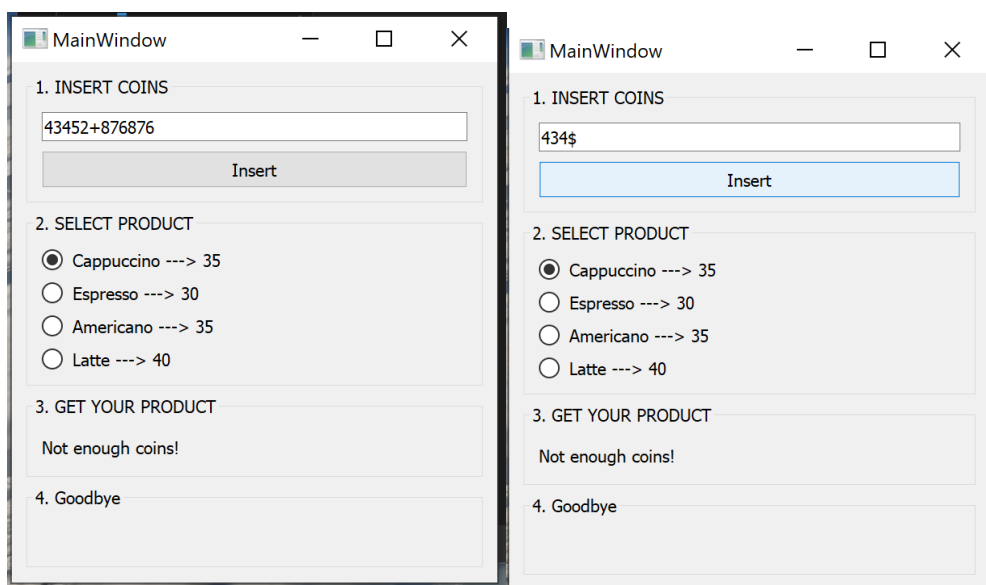 MainWindow
1. INSERT COINS
43452+876876
Insert
2. SELECT PRODUCT
Cappuccino ---> 35
Espresso ---> 30
Americano ---> 35
Latte ---> 40
3. GET YOUR PRODUCT
Not enough coins!
4. Goodbye
MainWindow
1. INSERT COINS
434$
Insert
2. SELECT PRODUCT
Cappuccino ---> 35
Espresso ---> 30
Americano ---> 35
Latte ---> 40
3. GET YOUR PRODUCT
Not enough coins!
4. Goodbye